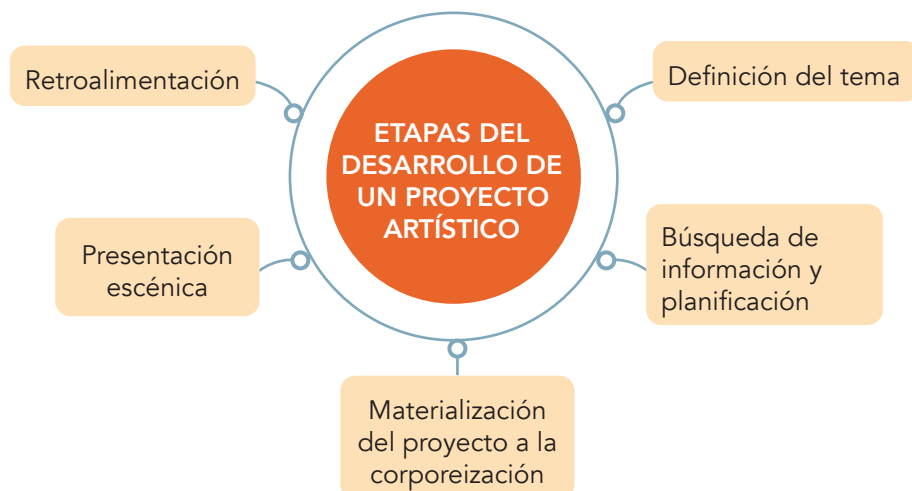 ETAPAS DEL
DESARROLLO DE
UN PROYECTO
ARTÍSTICO
Definición del tema
Búsqueda de
información y
planificación
Materialización
del proyecto a la
corporeización
Presentación
escénica
Retroalimentación